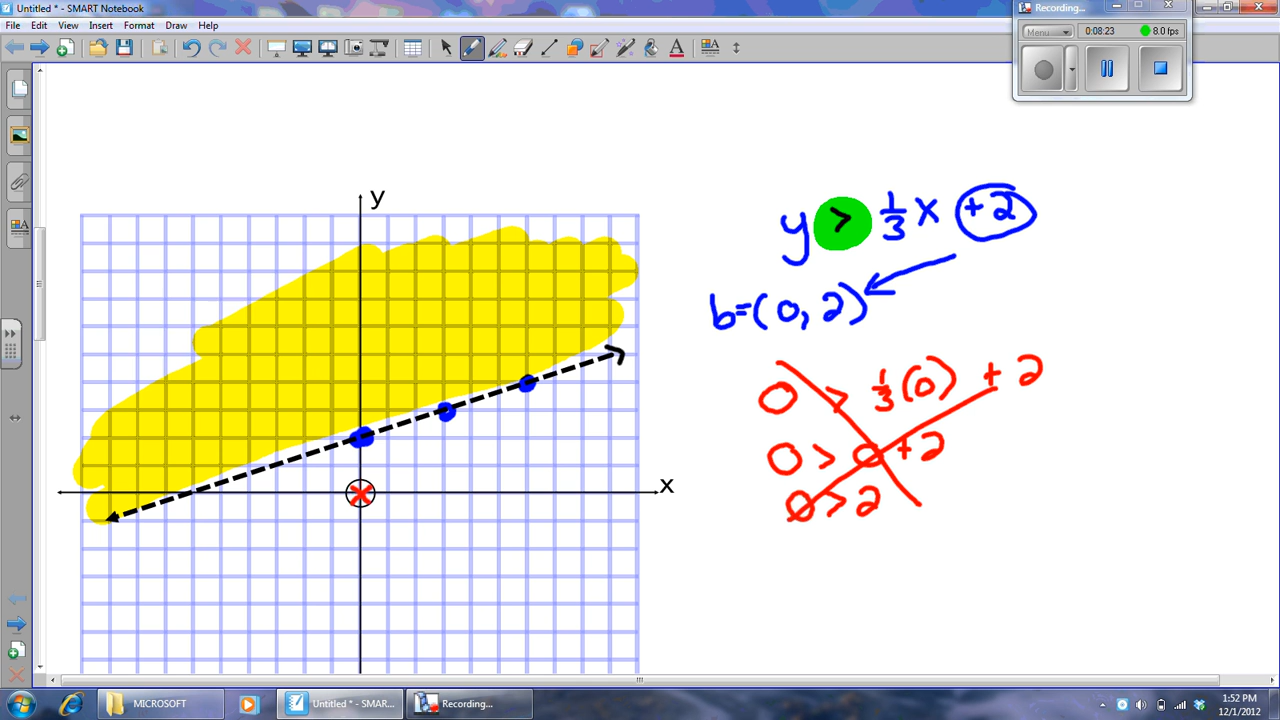 Untitled * - SMART Notebook
Recording...
File Edit View Insert Format Draw Help
Menu 0:08:23 8.0 fps
y
x
y > 1/3 x + 2
b=(0, 2)
0 > 1/3 (0) + 2
0 > 0 + 2
0 > 2
MICROSOFT
Untitled * - SMAR...
Recording...
1:52 PM
12/1/2012